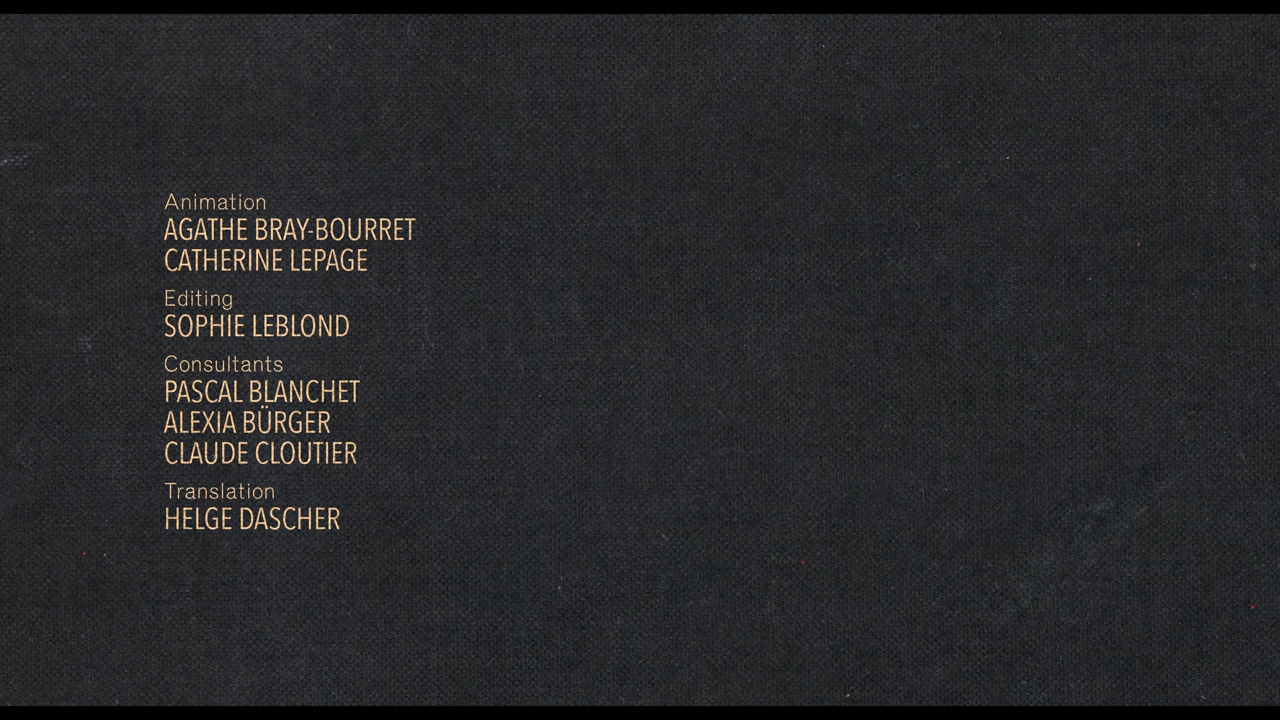 Animation
AGATHE BRAY-BOURRET
CATHERINE LEPAGE
Editing
SOPHIE LEBLOND
Consultants
PASCAL BLANCHET
ALEXIA BÜRGER
CLAUDE CLOUTIER
Translation
HELGE DASCHER